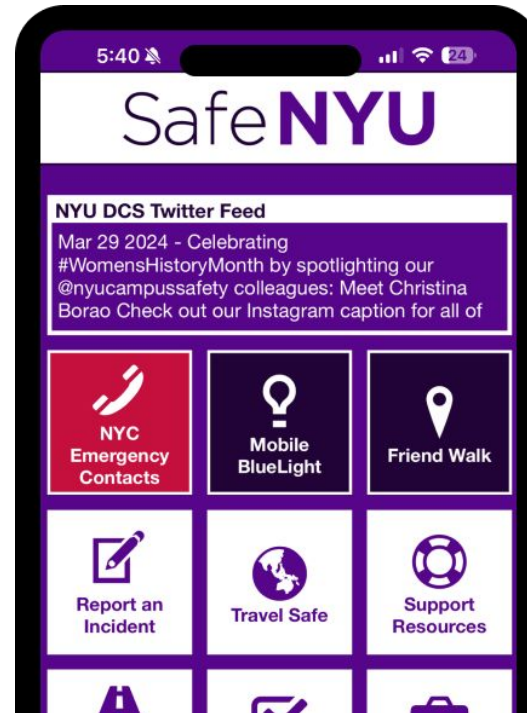 5:40
24
Safe NYU
NYU DCS Twitter Feed
Mar 29 2024 - Celebrating
#WomensHistoryMonth by spotlighting our
@nyucampussafety colleagues: Meet Christina
Borao Check out our Instagram caption for all of
NYC
Emergency
Contacts
Mobile
BlueLight
Friend Walk
Report an
Incident
Travel Safe
Support
Resources